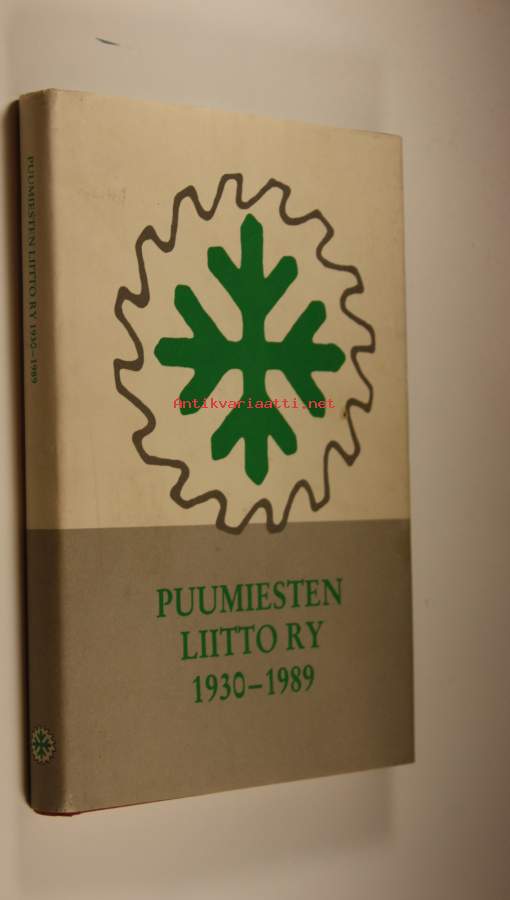 PUUMIESTEN LIITTO RY 1930–1989
Antikvariaatti.net
PUUMIESTEN
LIITTO RY
1930–1989